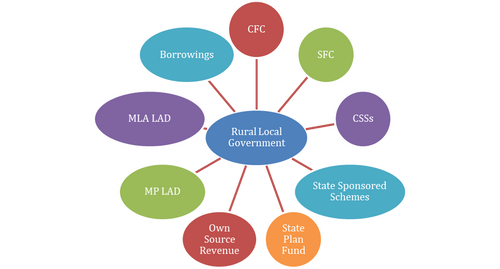 CFC
Borrowings
SFC
MLA LAD
CSSs
Rural Local
Government
MP LAD
State Sponsored
Schemes
Own
Source
Revenue
State
Plan
Fund